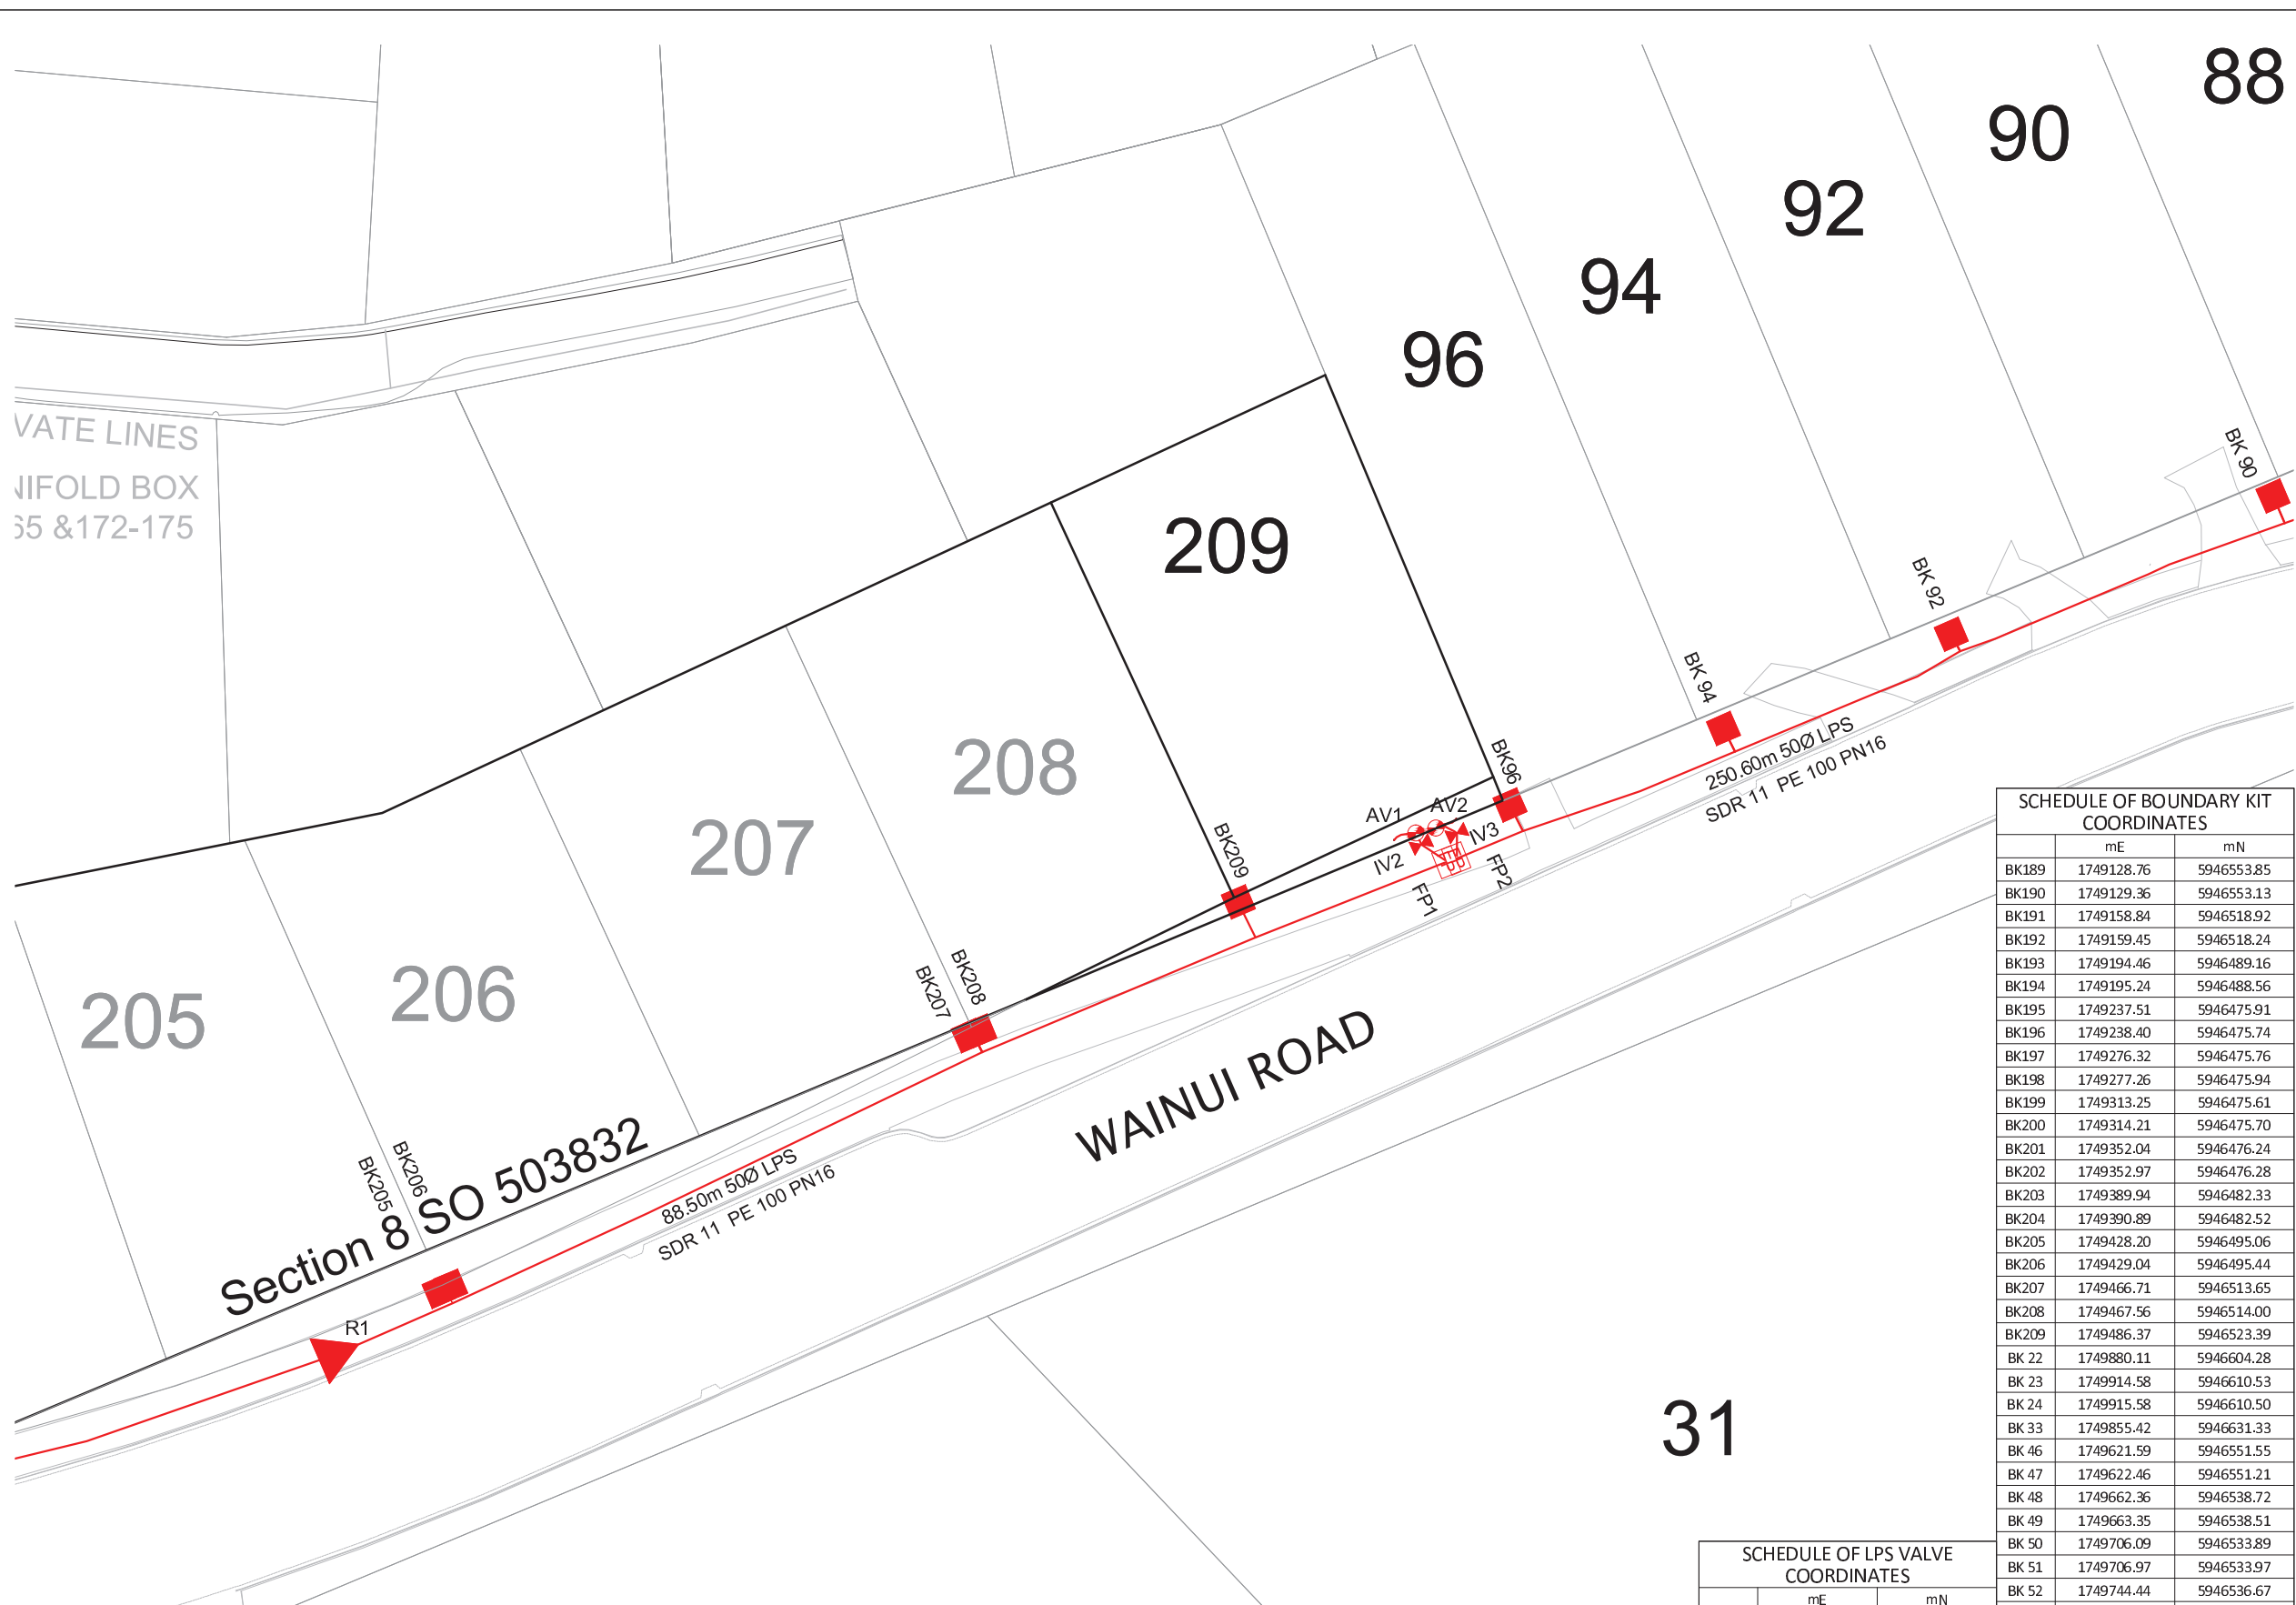 88
90
92
94
96
VATE LINES
NIFOLD BOX
65 &172-175
209
208
207
206
205
BK 90
BK 92
BK 94
BK96
AV1
AV2
IV2
IV3
FP1
FP2
BK209
BK208
BK207
BK206
BK205
R1
250.60m 50Ø LPS
SDR 11 PE 100 PN16
88.50m 50Ø LPS
SDR 11 PE 100 PN16
Section 8 SO 503832
WAINUI ROAD
31
SCHEDULE OF BOUNDARY KIT
COORDINATES
mE mN
BK189 1749128.76 5946553.85
BK190 1749129.36 5946553.13
BK191 1749158.84 5946518.92
BK192 1749159.45 5946518.24
BK193 1749194.46 5946489.16
BK194 1749195.24 5946488.56
BK195 1749237.51 5946475.91
BK196 1749238.40 5946475.74
BK197 1749276.32 5946475.76
BK198 1749277.26 5946475.94
BK199 1749313.25 5946475.61
BK200 1749314.21 5946475.70
BK201 1749352.04 5946476.24
BK202 1749352.97 5946476.28
BK203 1749389.94 5946482.33
BK204 1749390.89 5946482.52
BK205 1749428.20 5946495.06
BK206 1749429.04 5946495.44
BK207 1749466.71 5946513.65
BK208 1749467.56 5946514.00
BK209 1749486.37 5946523.39
BK 22 1749880.11 5946604.28
BK 23 1749914.58 5946610.53
BK 24 1749915.58 5946610.50
BK 33 1749855.42 5946631.33
BK 46 1749621.59 5946551.55
BK 47 1749622.46 5946551.21
BK 48 1749662.36 5946538.72
BK 49 1749663.35 5946538.51
BK 50 1749706.09 5946533.89
BK 51 1749706.97 5946533.97
BK 52 1749744.44 5946536.67
SCHEDULE OF LPS VALVE
COORDINATES
mE mN